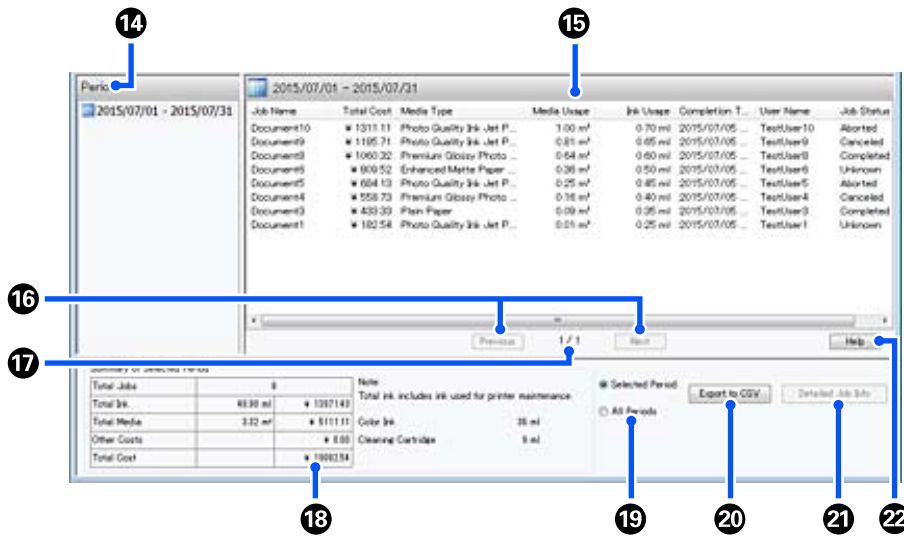 14
15
Perio
2015/07/01 - 2015/07/31
2015/07/01 - 2015/07/31
Job Name Total Cost Media Type Media Usage Ink Usage Completion T... User Name Job Status
Document10 ¥ 1311.11 Photo Quality Ink Jet P... 1.00 m² 0.70 ml 2015/07/05 ... TestUser10 Aborted
Document9 ¥ 1185.71 Photo Quality Ink Jet P... 0.81 m² 0.65 ml 2015/07/05 ... TestUser9 Canceled
Document8 ¥ 1060.32 Premium Glossy Photo ... 0.64 m² 0.60 ml 2015/07/05 ... TestUser8 Completed
Document6 ¥ 809.52 Enhanced Matte Paper ... 0.36 m² 0.50 ml 2015/07/05 ... TestUser6 Unknown
Document5 ¥ 684.13 Photo Quality Ink Jet P... 0.25 m² 0.45 ml 2015/07/05 ... TestUser5 Aborted
Document4 ¥ 558.73 Premium Glossy Photo ... 0.16 m² 0.40 ml 2015/07/05 ... TestUser4 Canceled
Document3 ¥ 433.33 Plain Paper 0.09 m² 0.35 ml 2015/07/05 ... TestUser3 Completed
Document1 ¥ 182.54 Photo Quality Ink Jet P... 0.01 m² 0.25 ml 2015/07/05 ... TestUser1 Unknown
16
Previous 1 / 1 Next Help
17
Summary of Selected Period
Total Jobs 8
Total Ink ml
Total Media 3.32 m² ¥ 5111.11
Other Costs ¥ 0.00
Total Cost
Note
Total ink includes ink used for printer maintenance.
Color Ink 35 ml
Cleaning Cartridge ml
Selected Period
All Periods
Export to CSV
Detailed Job Info
18
19
20
21
22